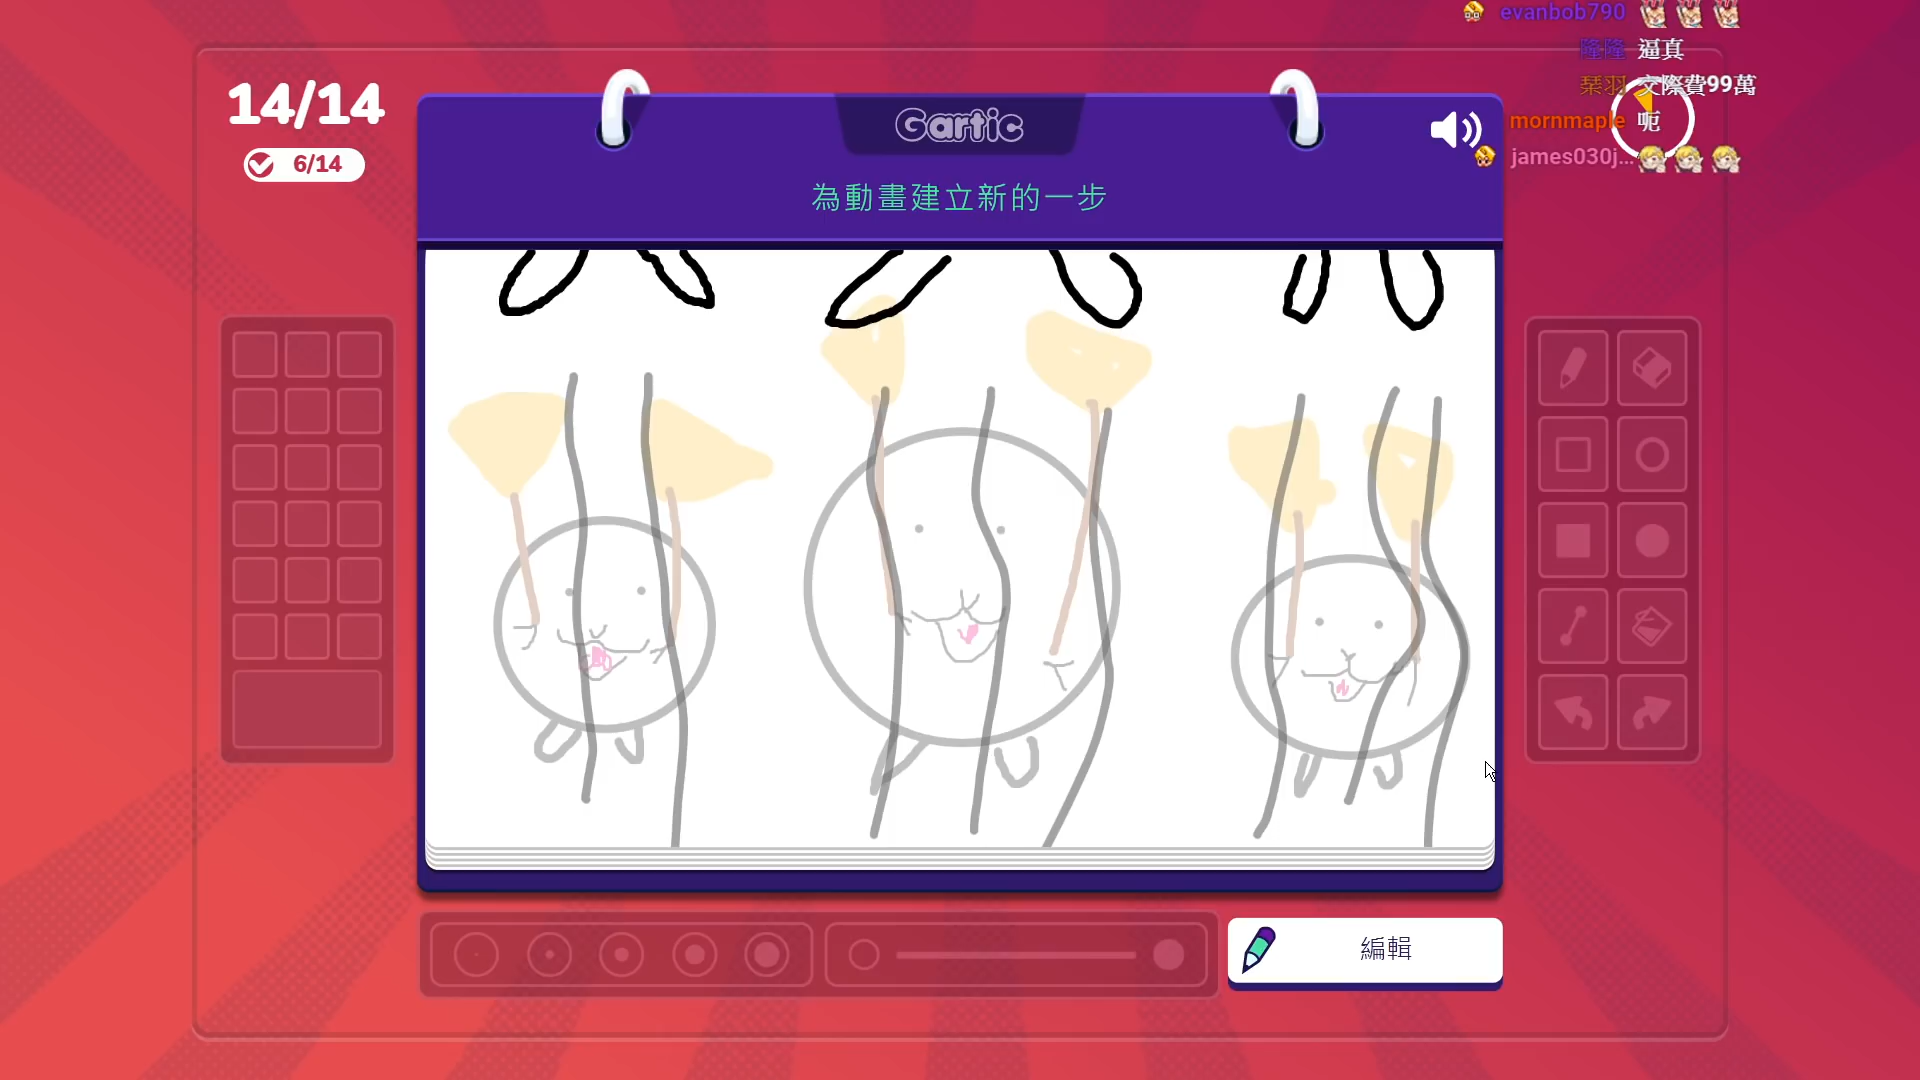 evanbob790
隆隆 逼真
14/14
栞羽 交際費99萬
Gartic
mornmaple 呃
6/14
james030j...
為動畫建立新的一步
編輯